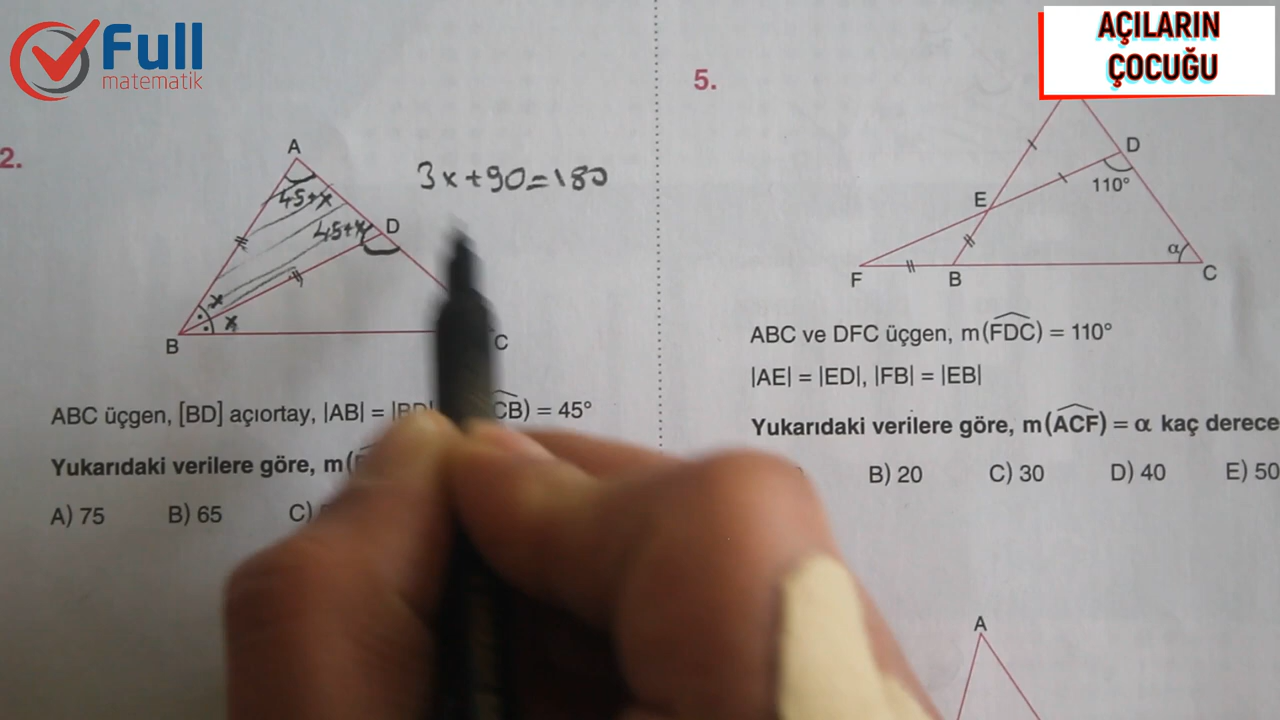 Full
matematik
AÇILARIN
ÇOCUĞU
2.
A
45+x
45+x
D
x
x
B
C
3x+90=180
ABC üçgen, [BD] açıortay, |AB| = |BD| CB) = 45°
Yukarıdaki verilere göre, m(
A) 75 B) 65 C)
5.
D
110°
E
α
F
B
C
ABC ve DFC üçgen, m(FDC) = 110°
|AE| = |ED|, |FB| = |EB|
Yukarıdaki verilere göre, m(ACF) = α kaç derece
B) 20 C) 30 D) 40 E) 50
A